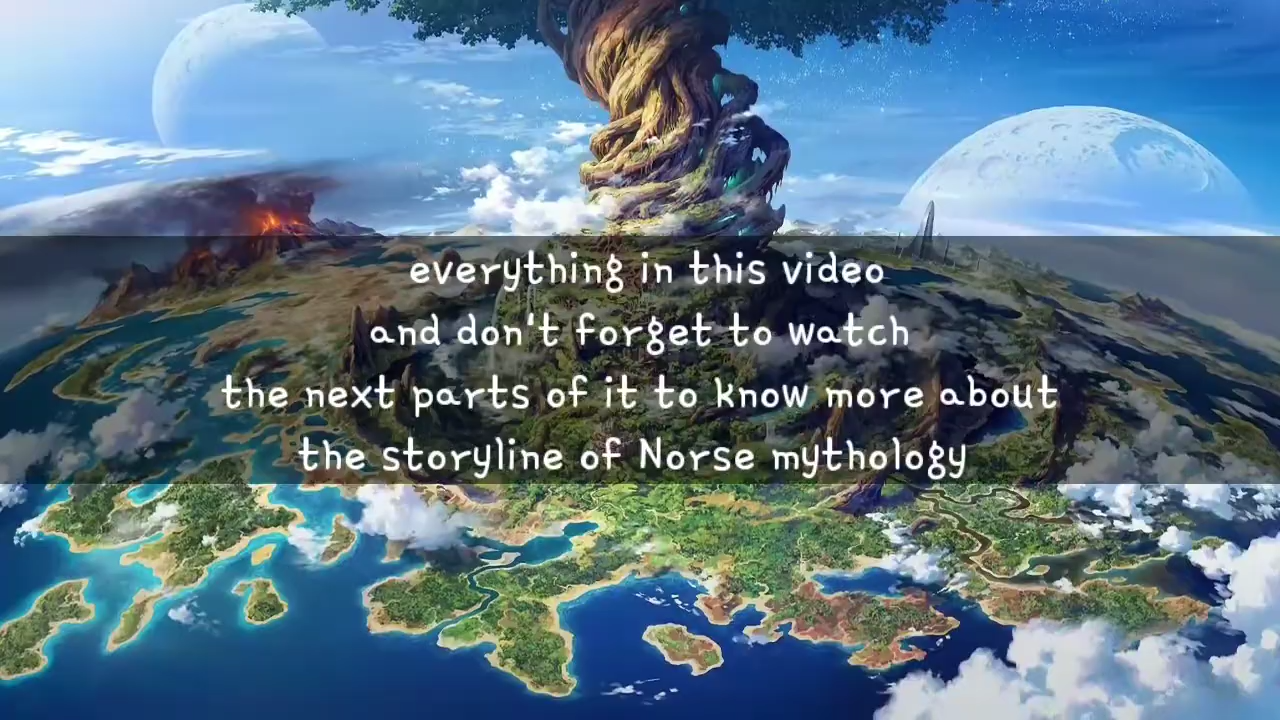 everything in this video
and don't forget to watch
the next parts of it to know more about
the storyline of Norse mythology